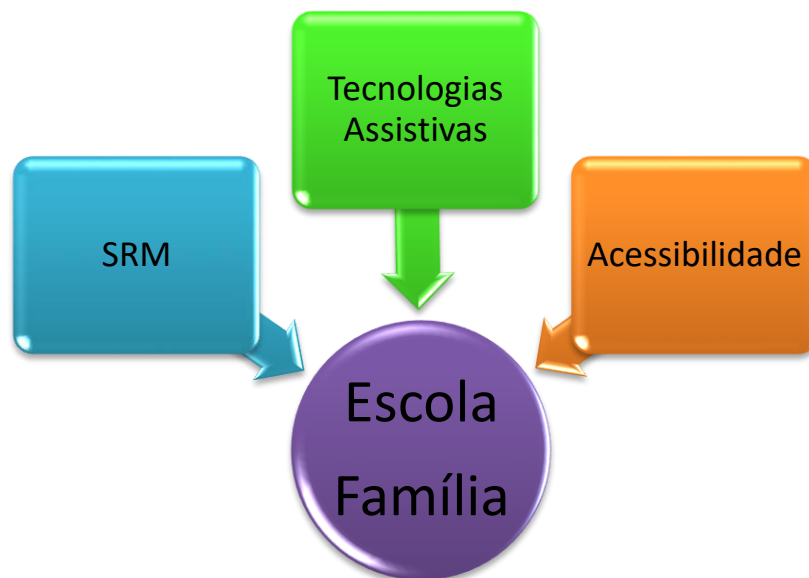 Tecnologias
Assistivas
SRM
Acessibilidade
Escola
Família